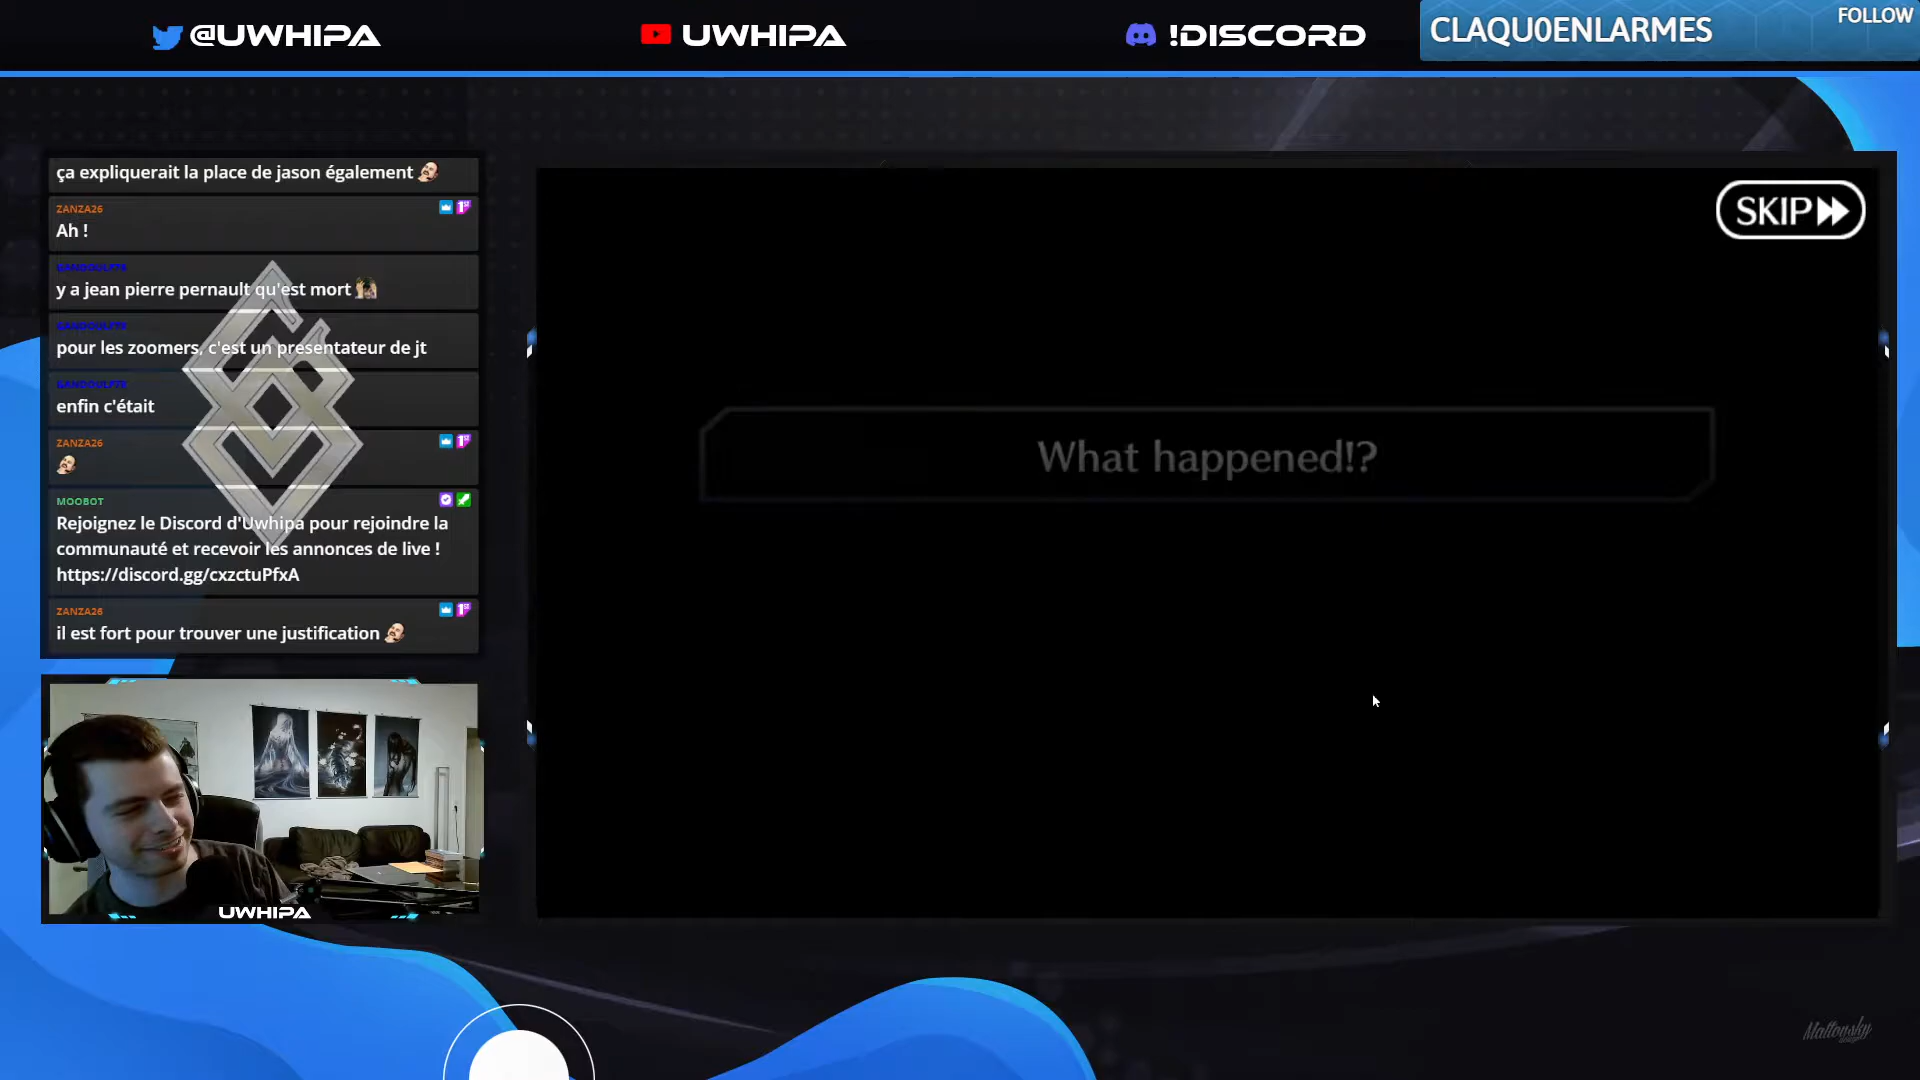 @UWHIPA
UWHIPA
!DISCORD
CLAQU0ENLARMES
FOLLOW
ça expliquerait la place de jason également
ZANZA26
Ah !
y a jean pierre pernault qu'est mort
pour les zoomers, c'est un presentateur de jt
enfin c'était
ZANZA26
MOOBOT
Rejoignez le Discord d'Uwhipa pour rejoindre la
communauté et recevoir les annonces de live !
https://discord.gg/cxzctuPfxA
ZANZA26
il est fort pour trouver une justification
UWHIPA
SKIP
What happened!?